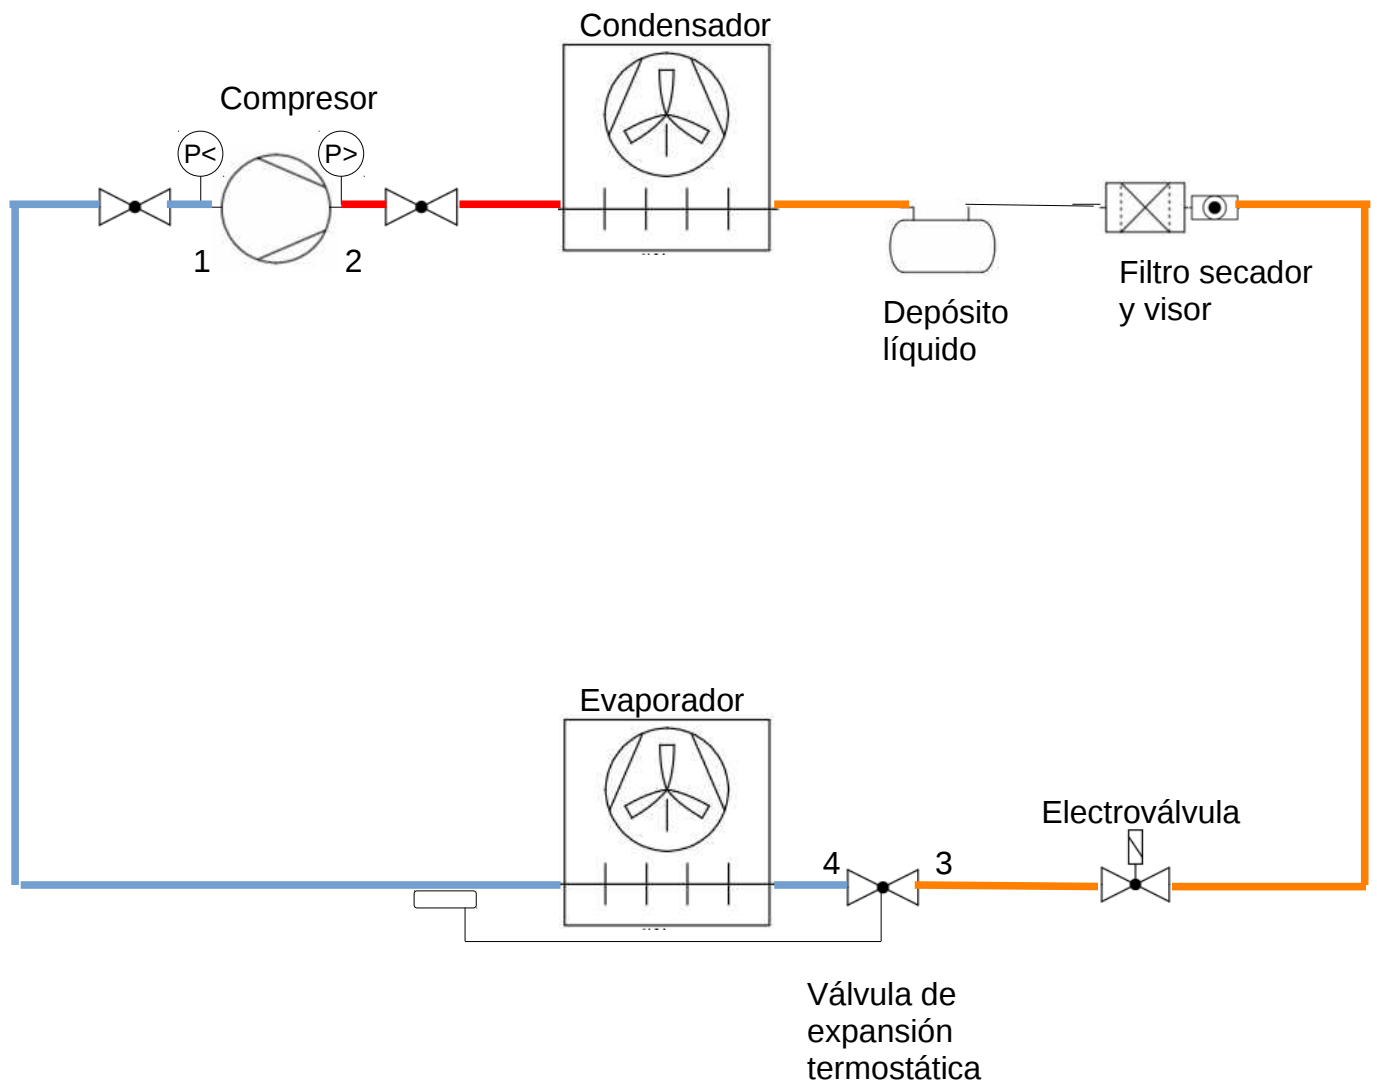 Condensador
Compresor
P<
P>
1
2
Filtro secador
y visor
Depósito
líquido
Evaporador
Electroválvula
4
3
Válvula de
expansión
termostática